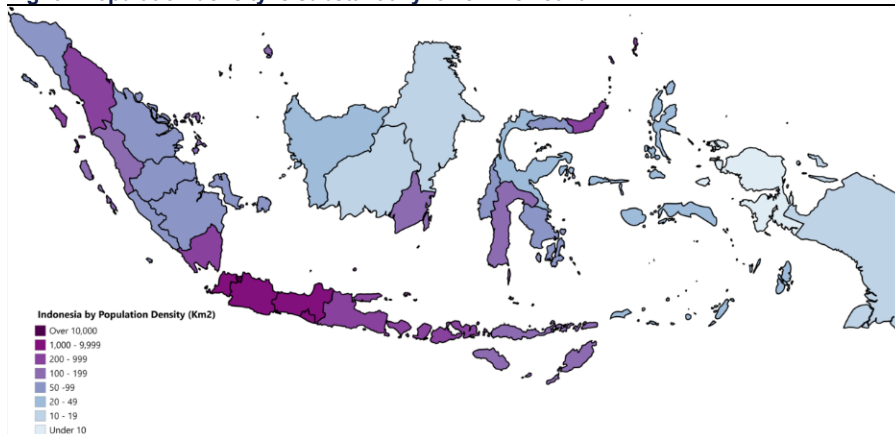 Indonesia by Population Density (Km2)
Over 10,000
1,000 - 9,999
200 - 999
100 - 199
50 -99
20 - 49
10 - 19
Under 10